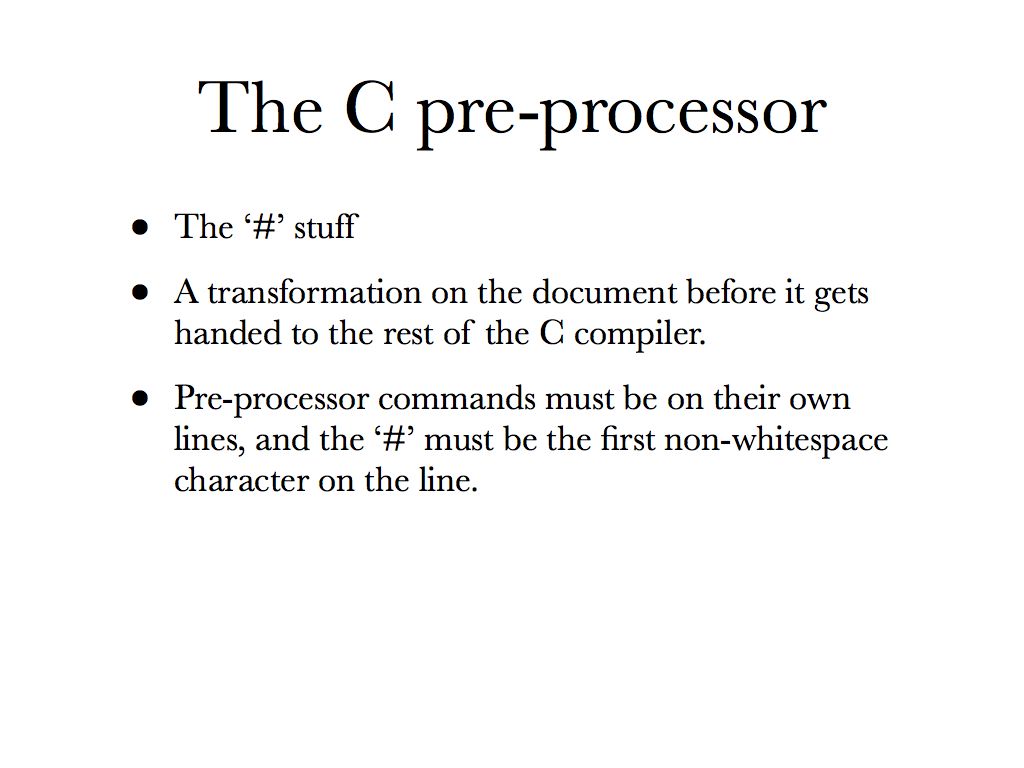 The C pre-processor
• The ‘#’ stuff
• A transformation on the document before it gets
handed to the rest of the C compiler.
• Pre-processor commands must be on their own
lines, and the ‘#’ must be the first non-whitespace
character on the line.